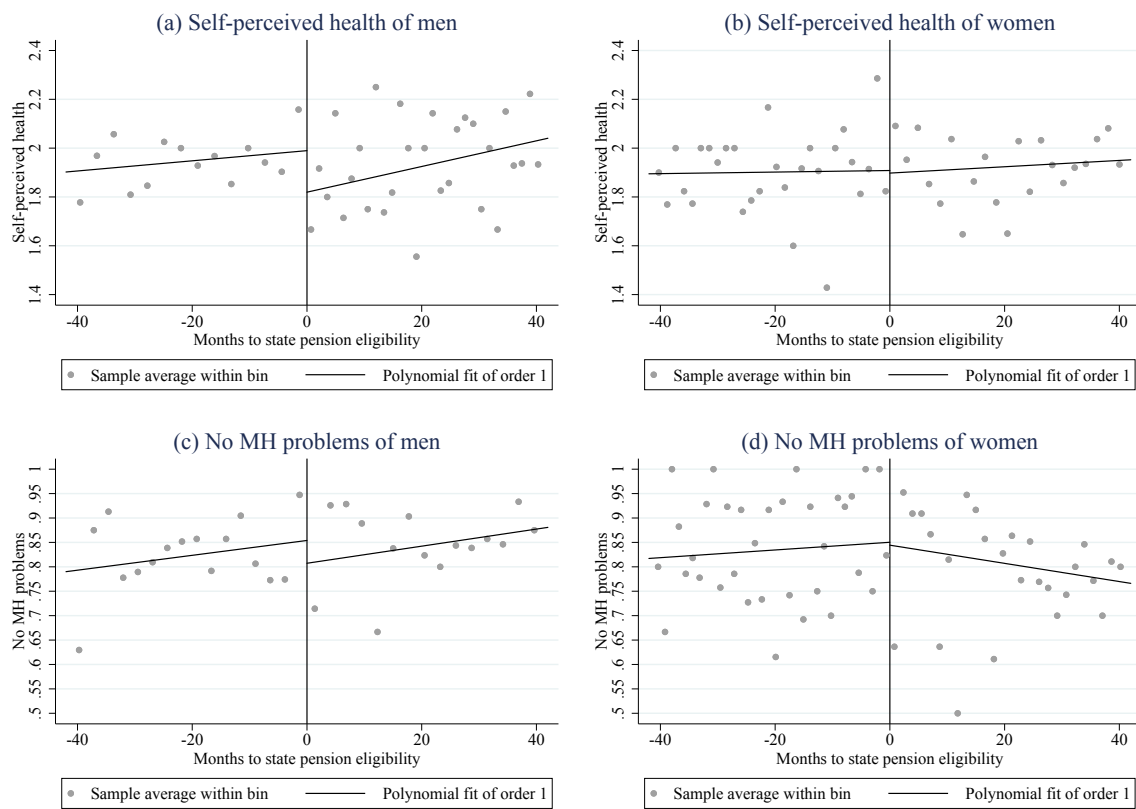 (a) Self-perceived health of men
Self-perceived health
2.4
2.2
2
1.8
1.6
1.4
-40 -20 0 20 40
Months to state pension eligibility
Sample average within bin Polynomial fit of order 1
(b) Self-perceived health of women
Self-perceived health
2.4
2.2
2
1.8
1.6
1.4
-40 -20 0 20 40
Months to state pension eligibility
Sample average within bin Polynomial fit of order 1
(c) No MH problems of men
No MH problems
1
.95
.9
.85
.8
.75
.7
.65
.6
.55
.5
-40 -20 0 20 40
Months to state pension eligibility
Sample average within bin Polynomial fit of order 1
(d) No MH problems of women
No MH problems
1
.95
.9
.85
.8
.75
.7
.65
.6
.55
.5
-40 -20 0 20 40
Months to state pension eligibility
Sample average within bin Polynomial fit of order 1